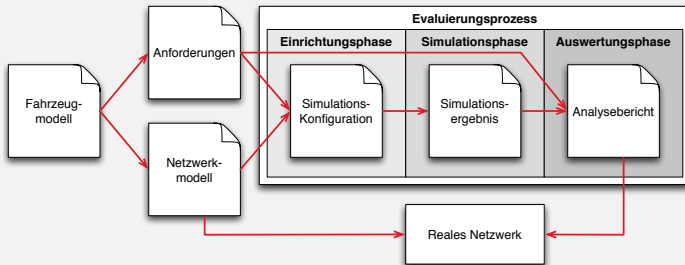 Evaluierungsprozess
Einrichtungsphase
Simulationsphase
Auswertungsphase
Anforderungen
Fahrzeug-
modell
Simulations-
Konfiguration
Simulations-
ergebnis
Analysebericht
Netzwerk-
modell
Reales Netzwerk